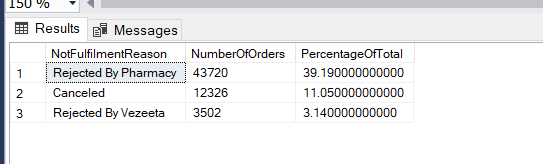 150 %
Results Messages
NotFulfilmentReason NumberOfOrders PercentageOfTotal
1 Rejected By Pharmacy 43720 39.190000000000
2 Canceled 12326 11.050000000000
3 Rejected By Vezeeta 3502 3.140000000000